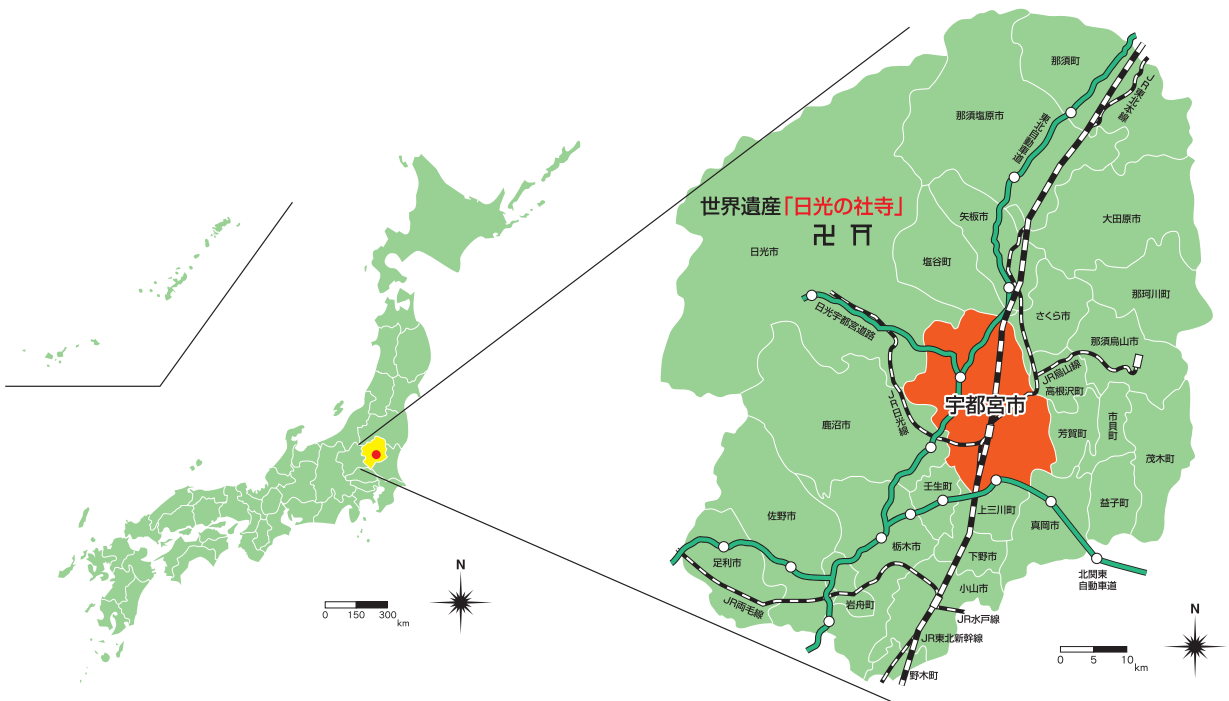 N
0 150 300
km
那須町
JR東北本線
那須塩原市
東北自動車道
世界遺産「日光の社寺」
卍
矢板市
大田原市
日光市
塩谷町
那珂川町
日光宇都宮道路
さくら市
那須烏山市
JR烏山線
高根沢町
宇都宮市
JR日光線
鹿沼市
芳賀町
市貝町
茂木町
壬生町
上三川町
益子町
佐野市
真岡市
栃木市
下野市
足利市
北関東
自動車道
小山市
JR両毛線
岩舟町
JR水戸線
JR東北新幹線
野木町
N
0 5 10
km